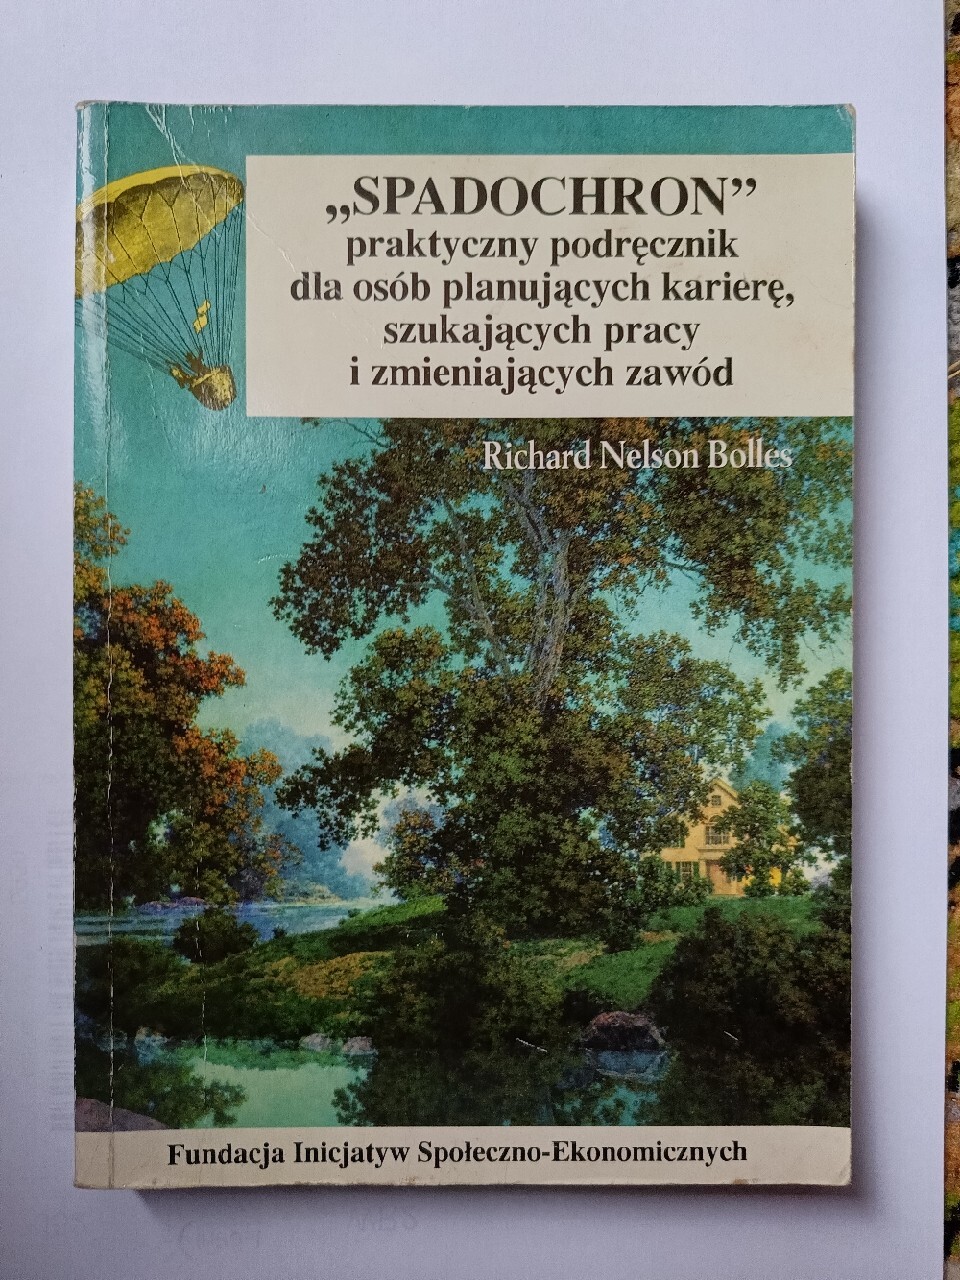 „SPADOCHRON”
praktyczny podręcznik
dla osób planujących karierę,
szukających pracy
i zmieniających zawód
Richard Nelson Bolles
Fundacja Inicjatyw Społeczno-Ekonomicznych